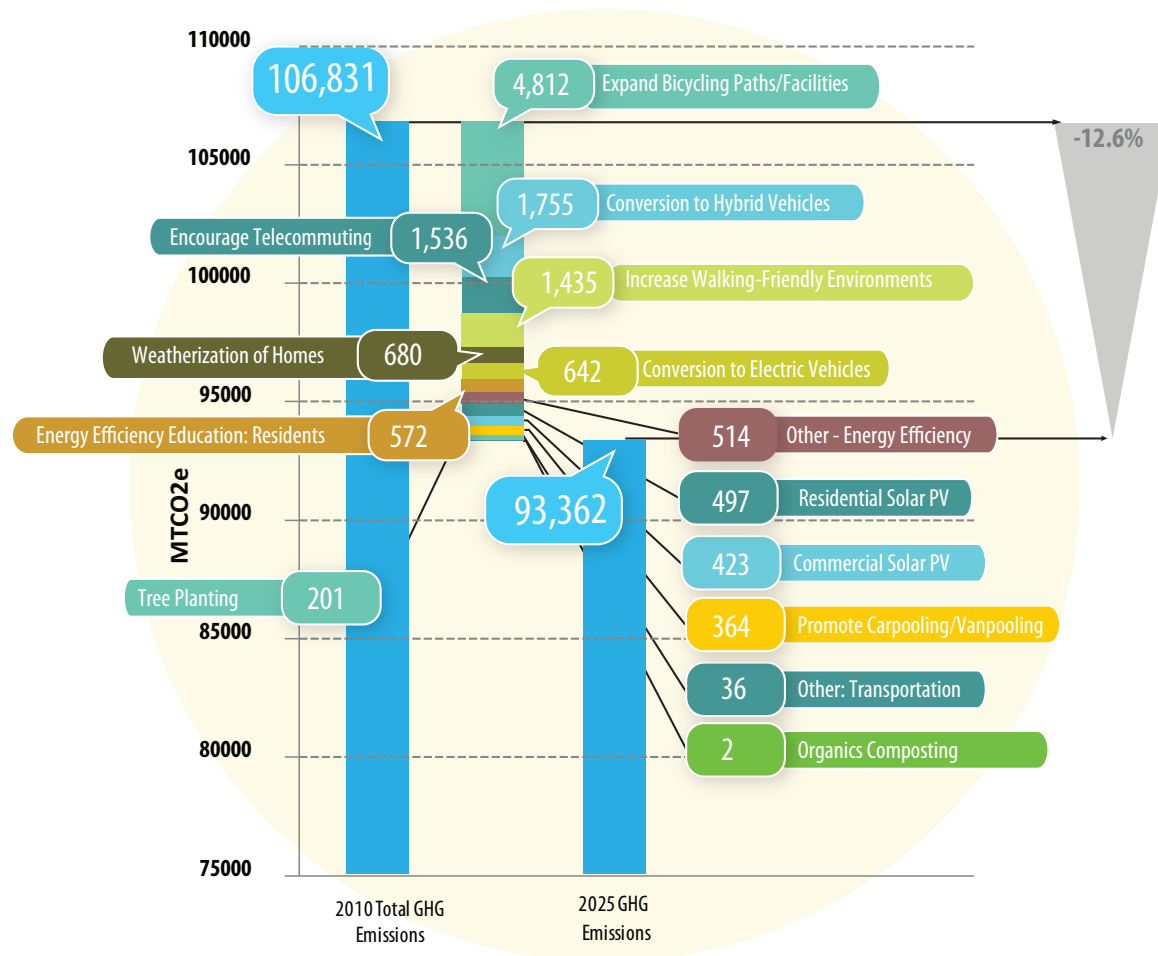 110000
106,831
4,812 Expand Bicycling Paths/Facilities
-12.6%
105000
1,755 Conversion to Hybrid Vehicles
Encourage Telecommuting 1,536
100000
1,435 Increase Walking-Friendly Environments
Weatherization of Homes 680
642 Conversion to Electric Vehicles
95000
Energy Efficiency Education: Residents 572
514 Other - Energy Efficiency
MTCO2e
497 Residential Solar PV
93,362
90000
423 Commercial Solar PV
Tree Planting 201
364 Promote Carpooling/Vanpooling
85000
36 Other: Transportation
2 Organics Composting
80000
75000
2010 Total GHG
Emissions
2025 GHG
Emissions